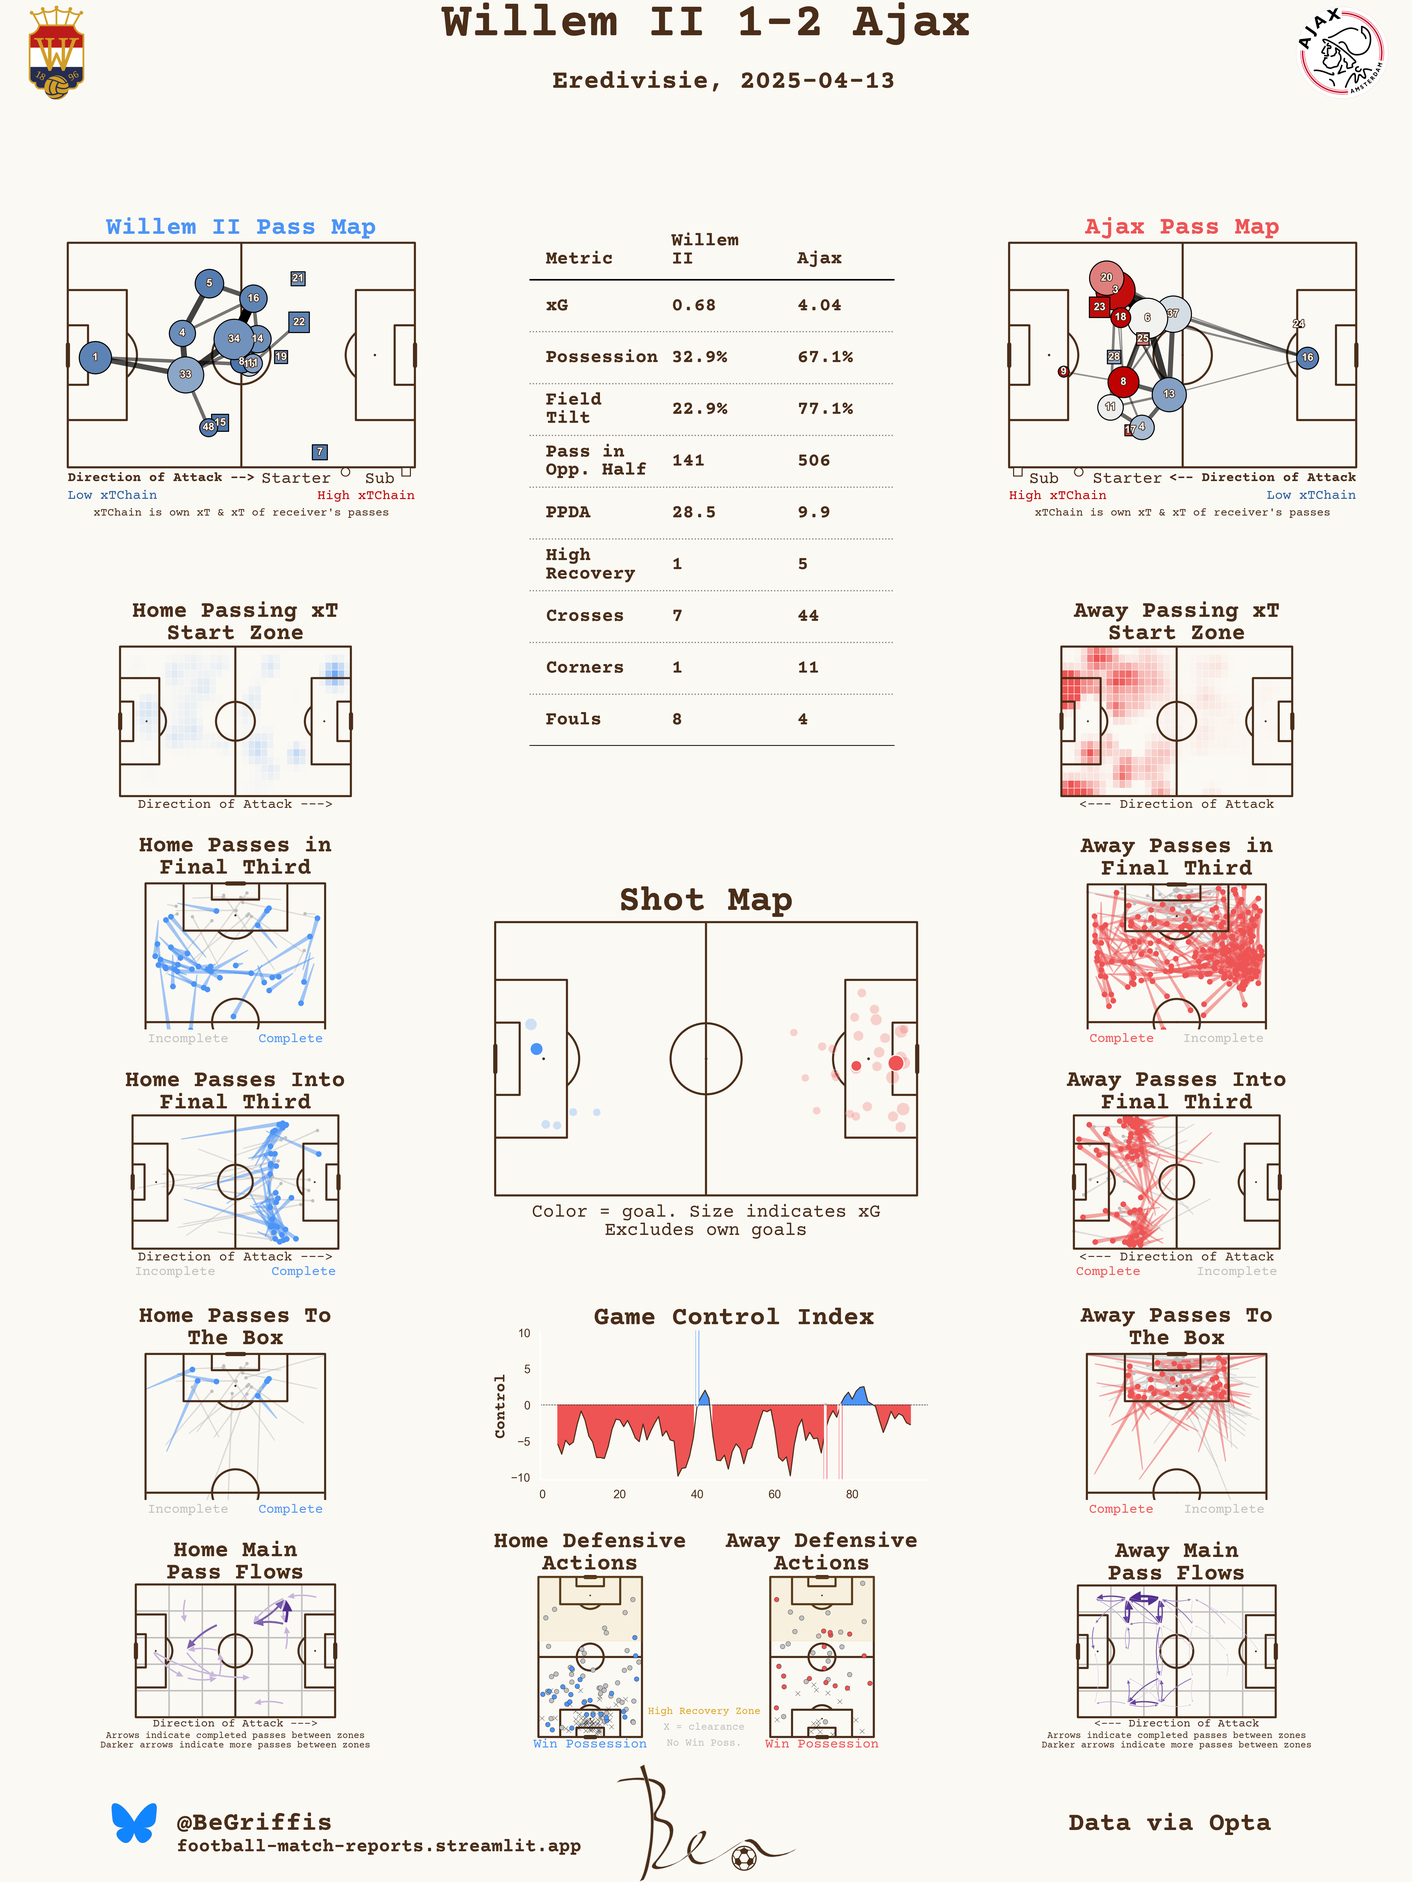 Willem II 1-2 Ajax
Eredivisie, 2025-04-13
W
18 96
AJAX
AMSTERDAM
Willem II Pass Map
5
16
21
22
4
34
14
1
8
11
19
33
48
15
7
Direction of Attack --> Starter Sub
Low xTChain High xTChain
xTChain is own xT & xT of receiver's passes
Metric Willem II Ajax
xG 0.68 4.04
Possession 32.9% 67.1%
Field Tilt 22.9% 77.1%
Pass in Opp. Half 141 506
PPDA 28.5 9.9
High Recovery 1 5
Crosses 7 44
Corners 1 11
Fouls 8 4
Ajax Pass Map
20
3
23
18
6
37
24
25
28
16
9
8
13
11
17
4
Sub Starter <-- Direction of Attack
High xTChain Low xTChain
xTChain is own xT & xT of receiver's passes
Home Passing xT
Start Zone
Direction of Attack --->
Away Passing xT
Start Zone
<--- Direction of Attack
Home Passes in
Final Third
Incomplete Complete
Away Passes in
Final Third
Complete Incomplete
Shot Map
Color = goal. Size indicates xG
Excludes own goals
Home Passes Into
Final Third
Direction of Attack --->
Incomplete Complete
Away Passes Into
Final Third
<--- Direction of Attack
Complete Incomplete
Home Passes To
The Box
Incomplete Complete
Game Control Index
Control
10
5
0
−5
−10
0 20 40 60 80
Away Passes To
The Box
Complete Incomplete
Home Main
Pass Flows
Direction of Attack --->
Arrows indicate completed passes between zones
Darker arrows indicate more passes between zones
Home Defensive
Actions
Win Possession
Away Defensive
Actions
Win Possession
High Recovery Zone
X = clearance
No Win Poss.
Away Main
Pass Flows
<--- Direction of Attack
Arrows indicate completed passes between zones
Darker arrows indicate more passes between zones
@BeGriffis
football-match-reports.streamlit.app
Ben
Data via Opta